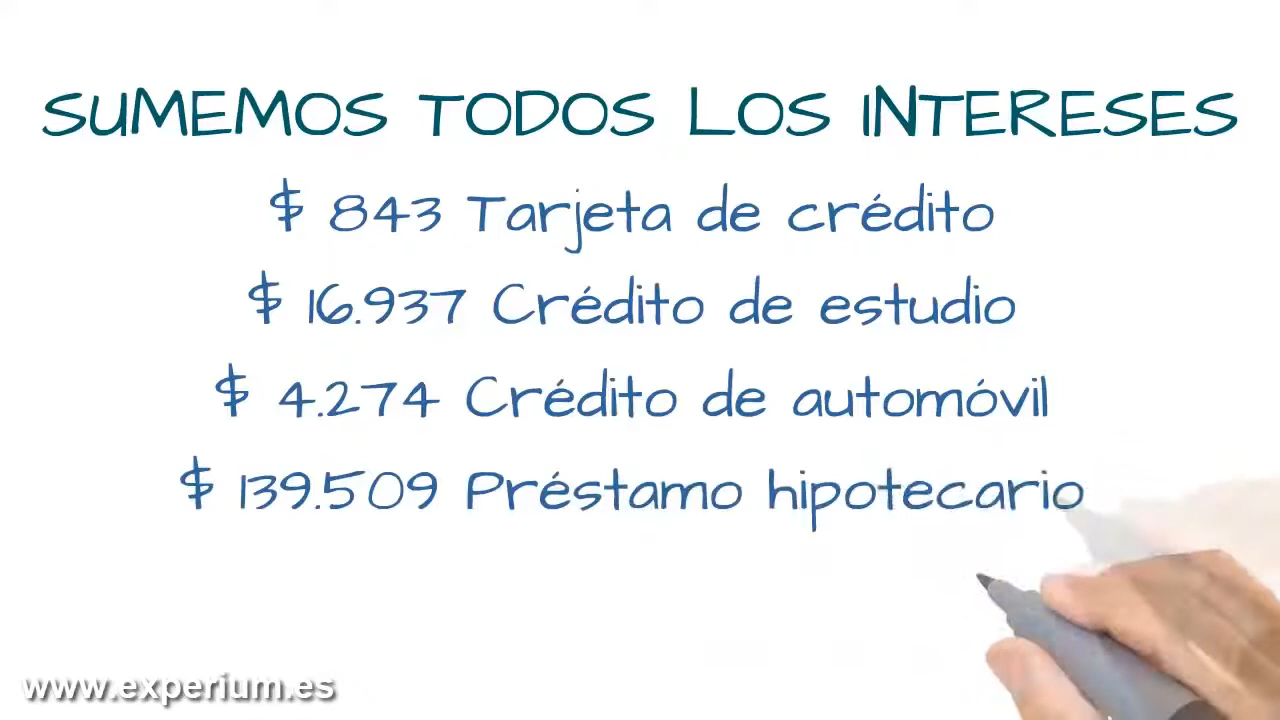 SUMEMOS TODOS LOS INTERESES
$ 843 Tarjeta de crédito
$ 16.937 Crédito de estudio
$ 4.274 Crédito de automóvil
$ 139.509 Préstamo hipotecario
www.experium.es